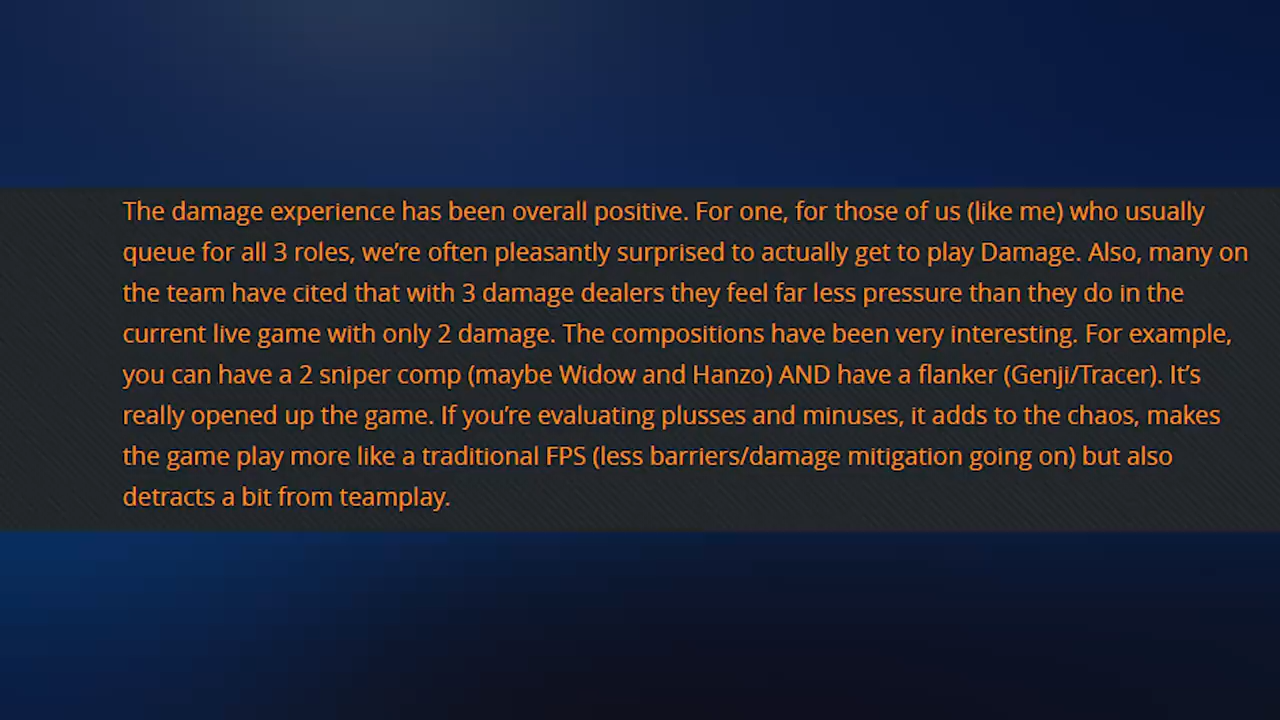 The damage experience has been overall positive. For one, for those of us (like me) who usually
queue for all 3 roles, we’re often pleasantly surprised to actually get to play Damage. Also, many on
the team have cited that with 3 damage dealers they feel far less pressure than they do in the
current live game with only 2 damage. The compositions have been very interesting. For example,
you can have a 2 sniper comp (maybe Widow and Hanzo) AND have a flanker (Genji/Tracer). It’s
really opened up the game. If you’re evaluating plusses and minuses, it adds to the chaos, makes
the game play more like a traditional FPS (less barriers/damage mitigation going on) but also
detracts a bit from teamplay.